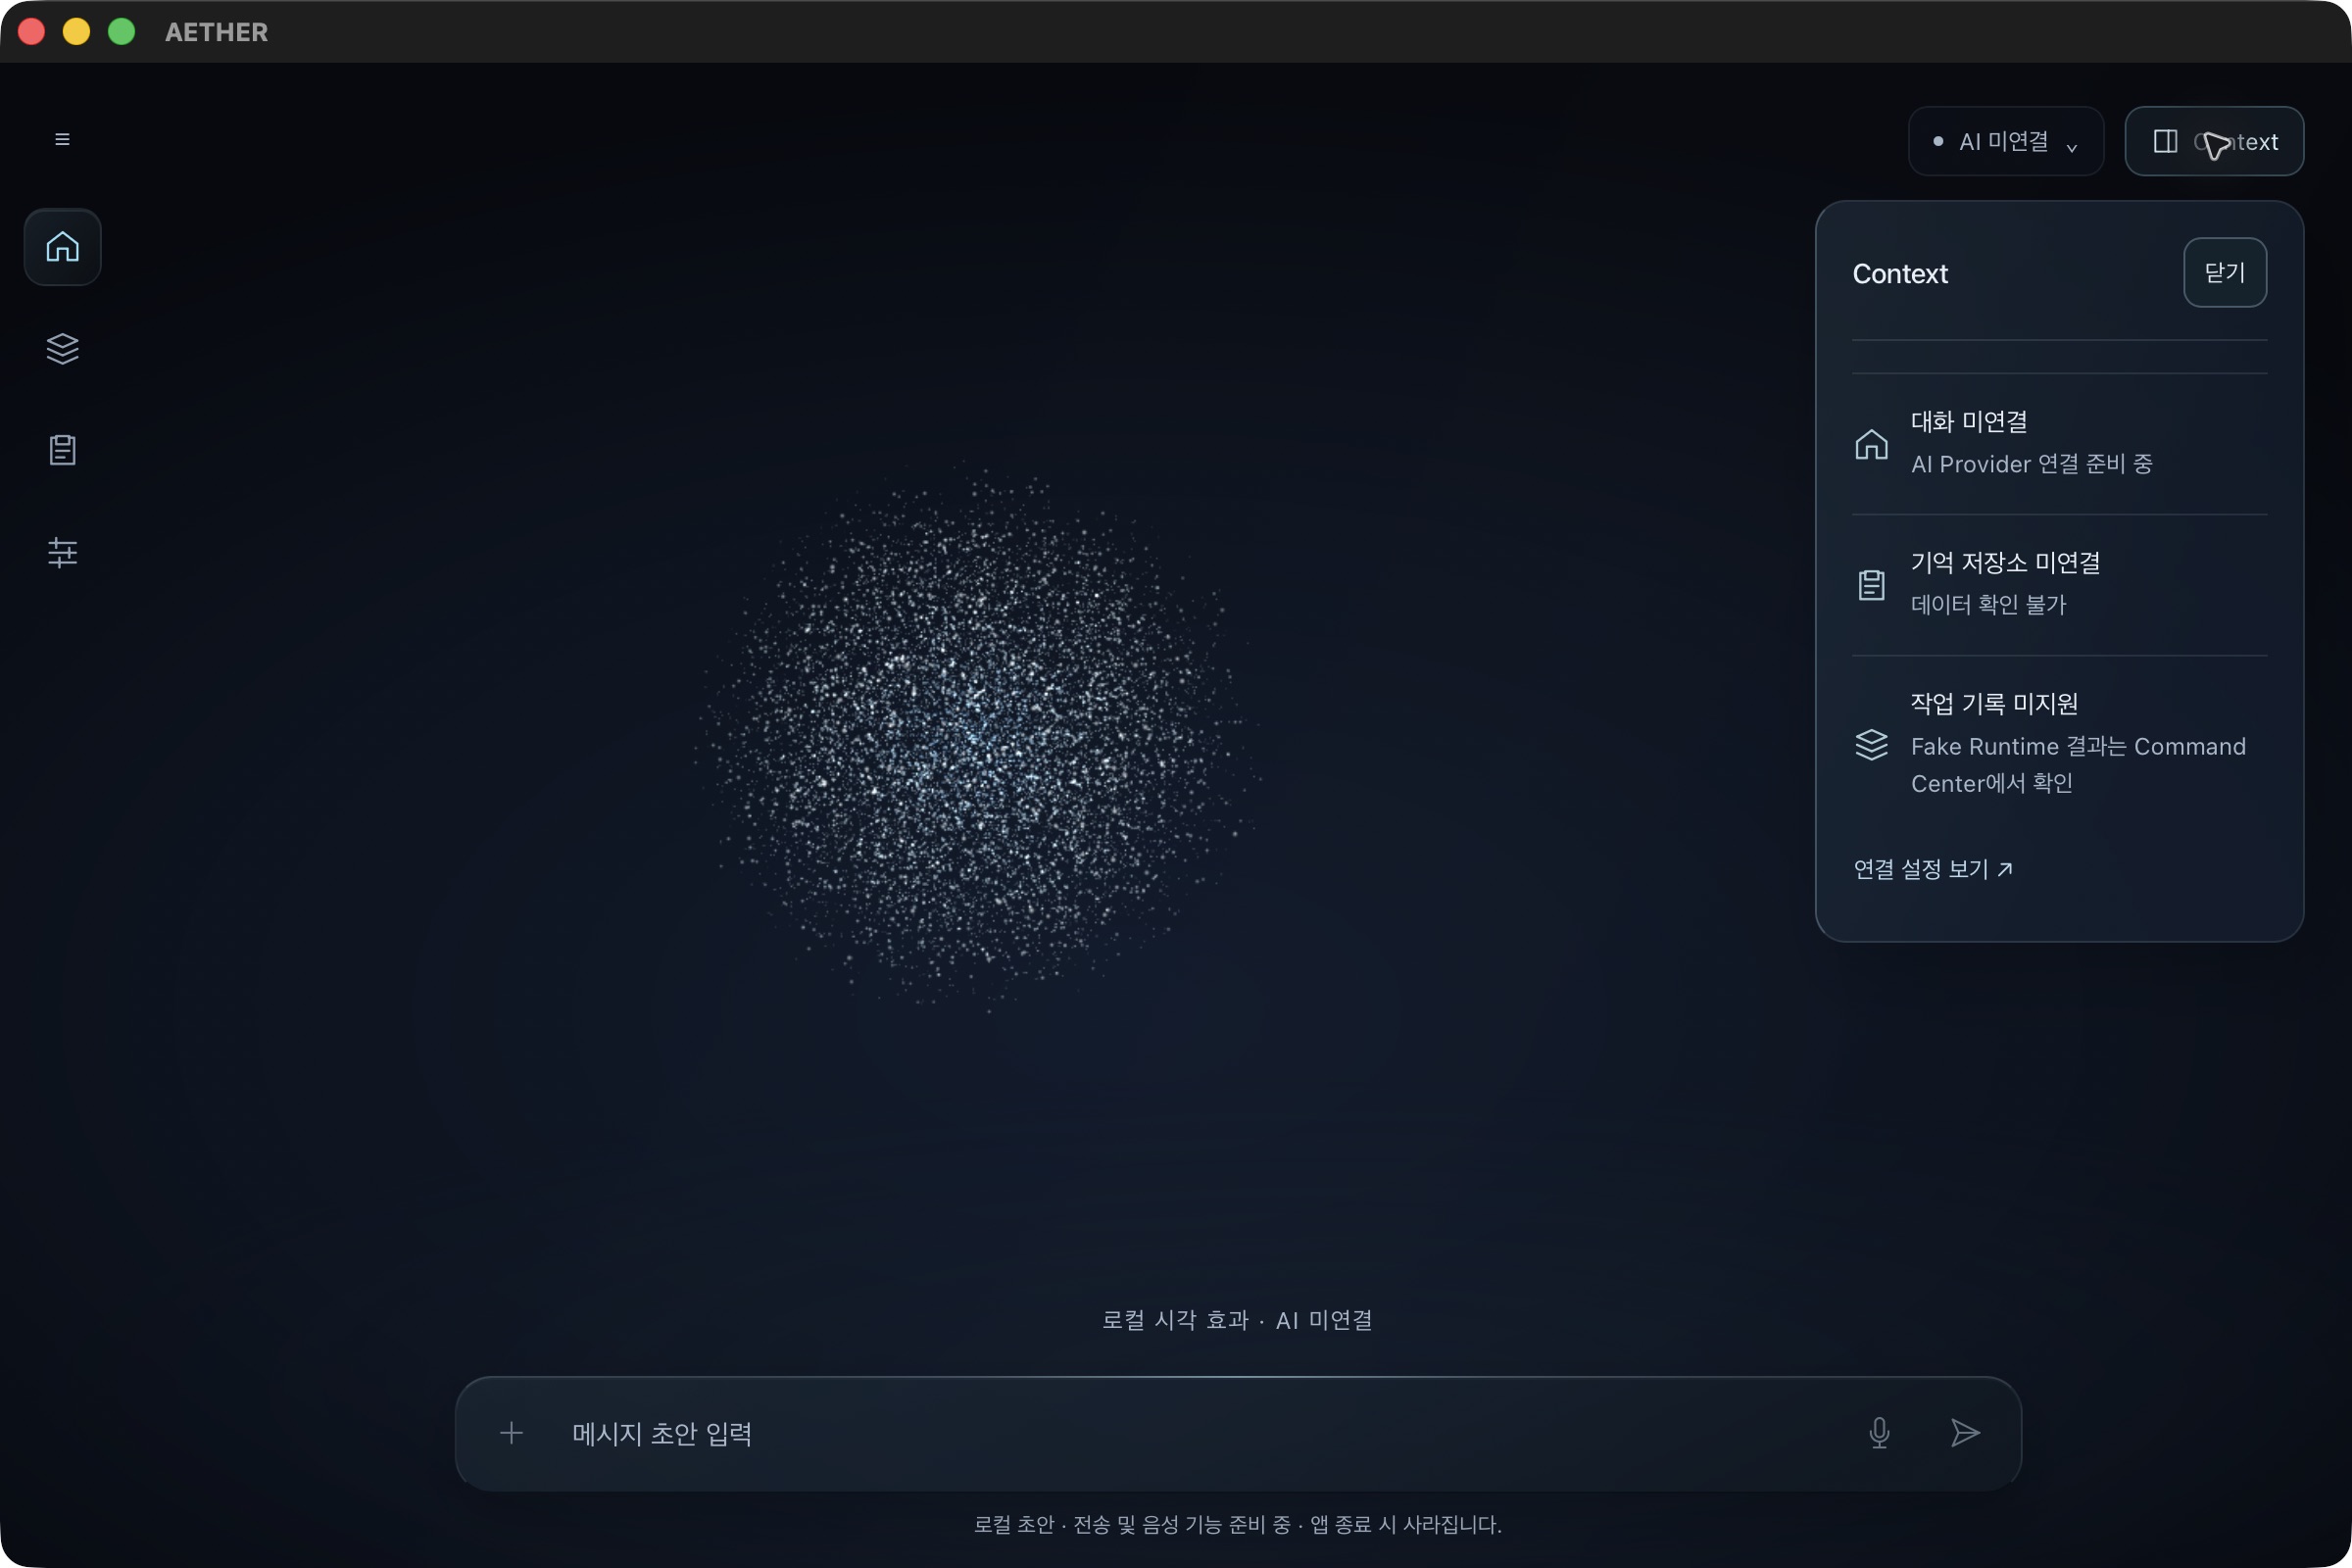 AETHER
AI 미연결
Context
Context
닫기
대화 미연결
AI Provider 연결 준비 중
기억 저장소 미연결
데이터 확인 불가
작업 기록 미지원
Fake Runtime 결과는 Command
Center에서 확인
연결 설정 보기 ↗
로컬 시각 효과 · AI 미연결
메시지 초안 입력
로컬 초안 · 전송 및 음성 기능 준비 중 · 앱 종료 시 사라집니다.